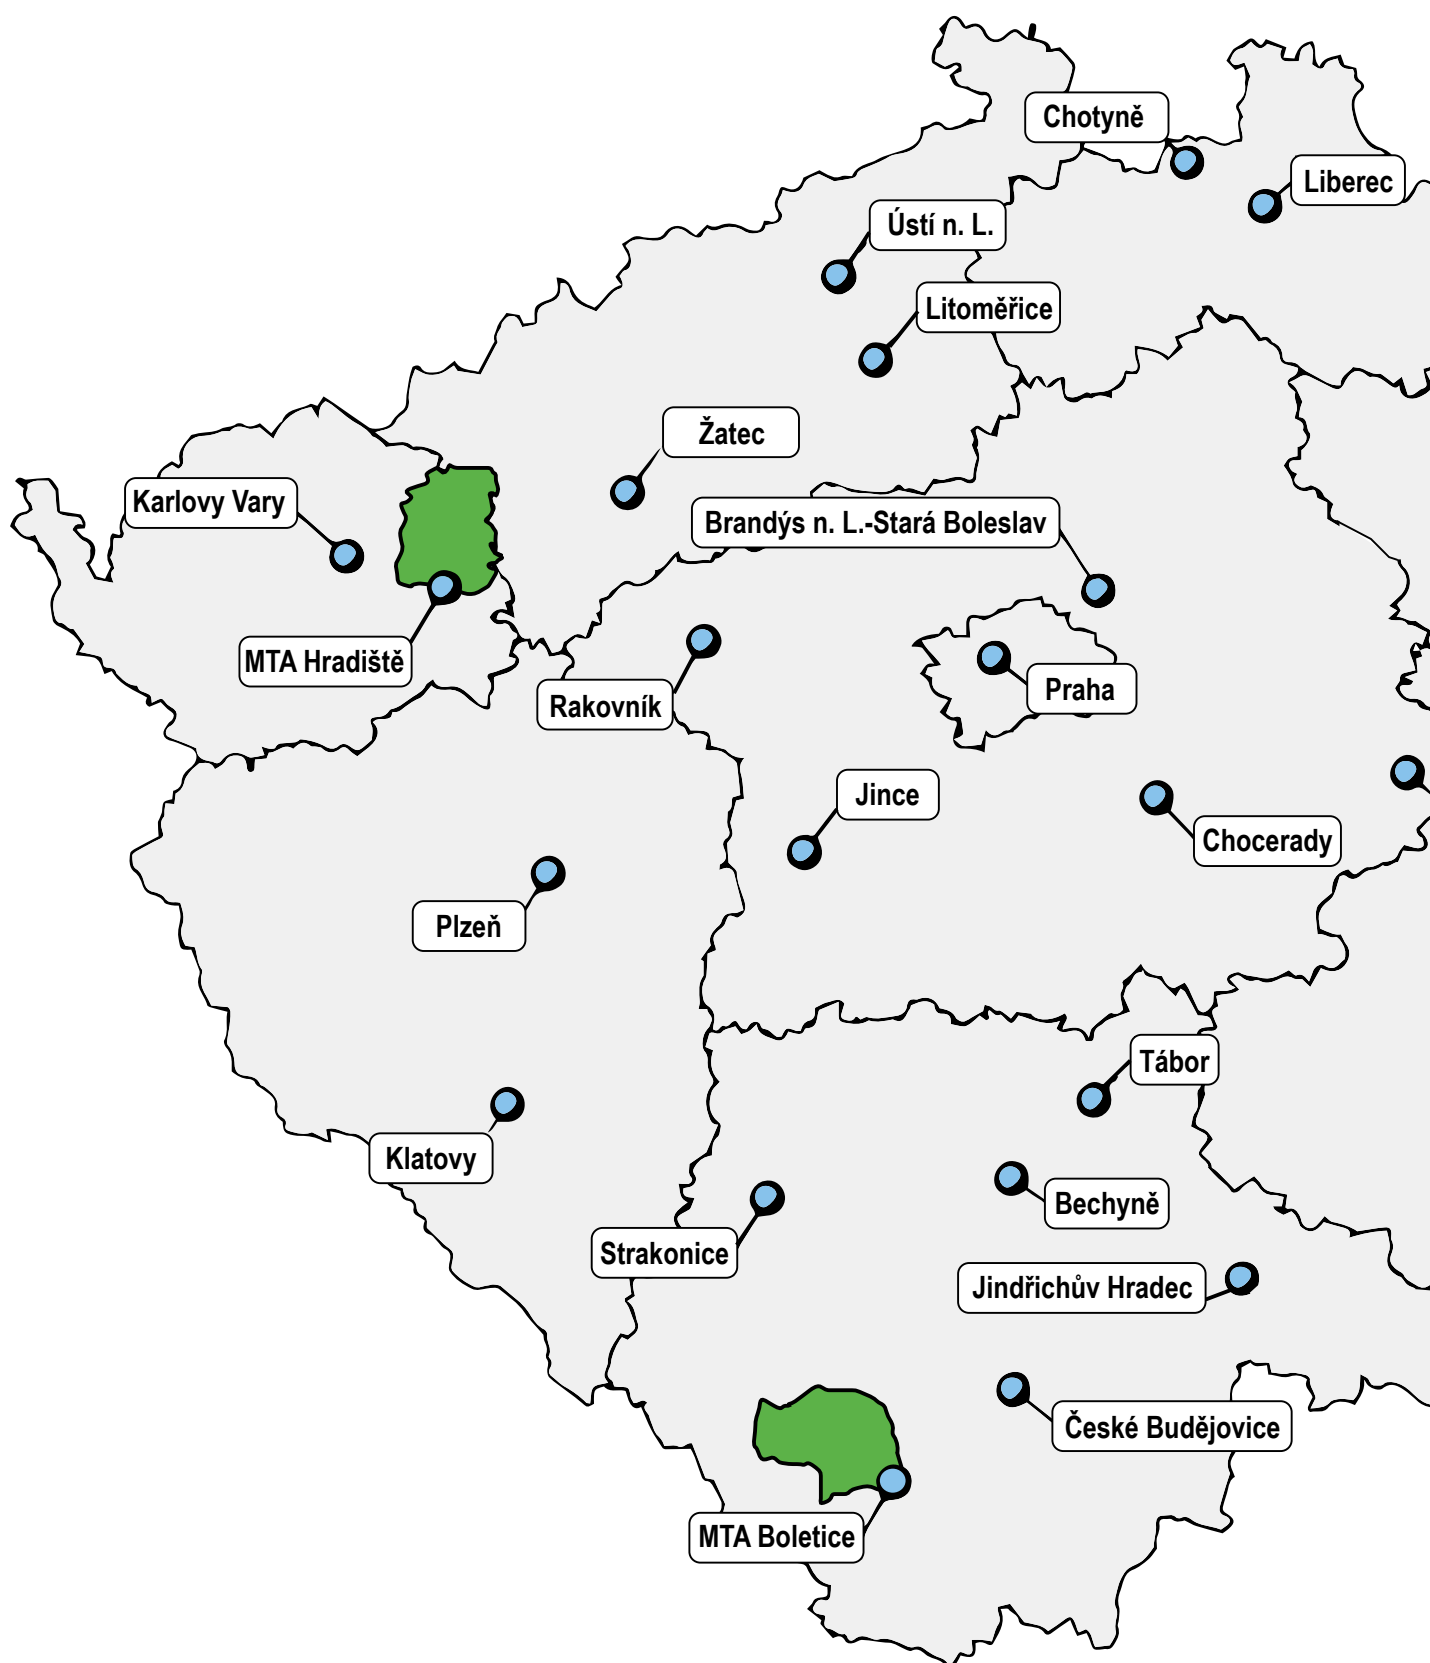 Chotyně
Liberec
Ústí n. L.
Litoměřice
Žatec
Karlovy Vary
Brandýs n. L.-Stará Boleslav
MTA Hradiště
Rakovník
Praha
Jince
Chocerady
Plzeň
Tábor
Klatovy
Bechyně
Strakonice
Jindřichův Hradec
České Budějovice
MTA Boletice